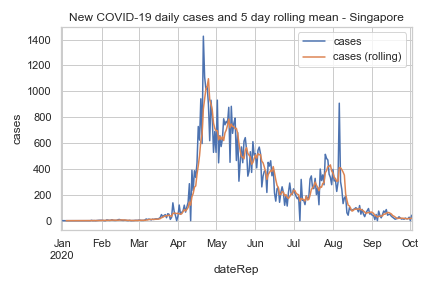 New COVID-19 daily cases and 5 day rolling mean - Singapore
cases
cases (rolling)
1400
1200
1000
800
600
400
200
0
cases
Jan
2020
Feb
Mar
Apr
May
Jun
Jul
Aug
Sep
Oct
dateRep